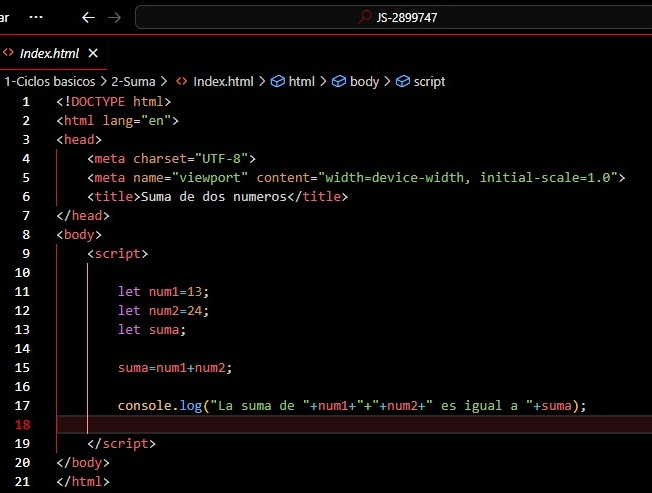 ar ··· ← → JS-2899747
<> Index.html ×
1-Ciclos basicos > 2-Suma > <> Index.html > html > body > script
1 <!DOCTYPE html>
2 <html lang="en">
3 <head>
4 <meta charset="UTF-8">
5 <meta name="viewport" content="width=device-width, initial-scale=1.0">
6 <title>Suma de dos numeros</title>
7 </head>
8 <body>
9 <script>
10
11 let num1=13;
12 let num2=24;
13 let suma;
14
15 suma=num1+num2;
16
17 console.log("La suma de "+num1+"+"+num2+" es igual a "+suma);
18
19 </script>
20 </body>
21 </html>